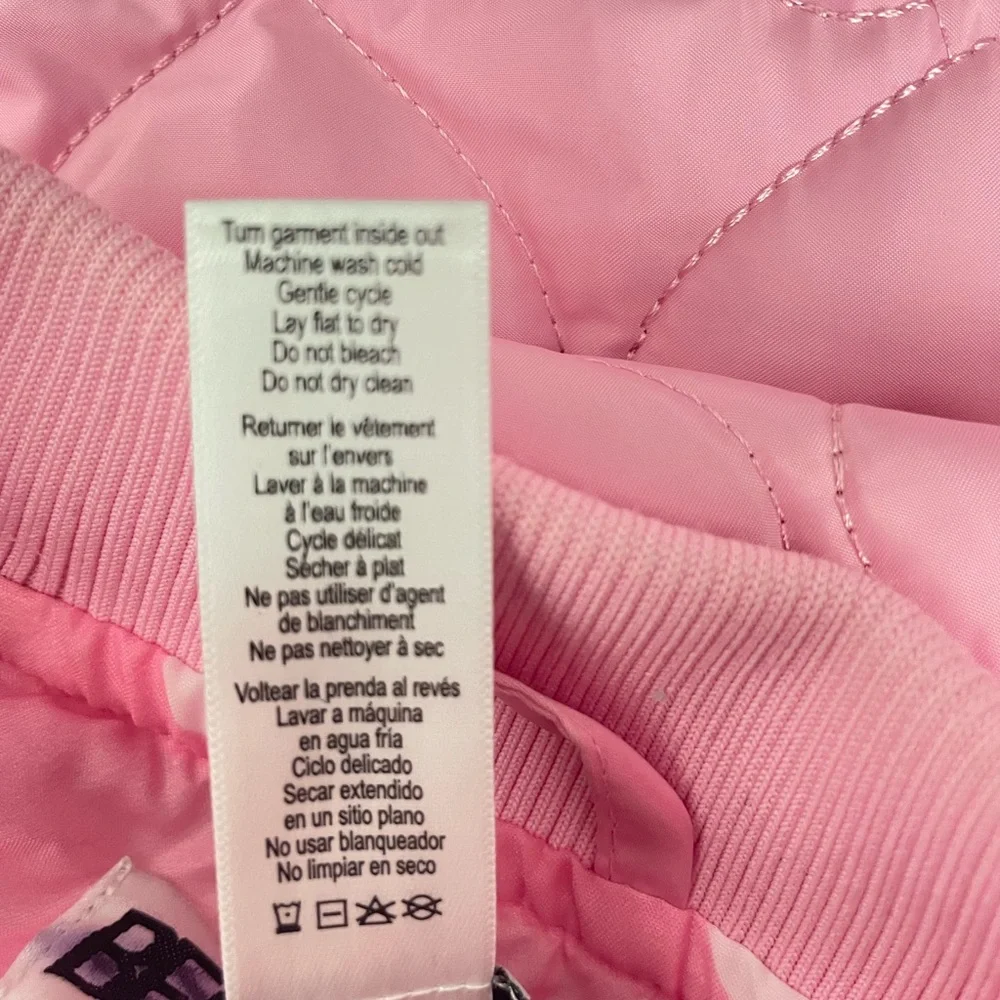 Turn garment inside out
Machine wash cold
Gentle cycle
Lay flat to dry
Do not bleach
Do not dry clean
Retourner le vêtement
sur l'envers
Laver à la machine
à l'eau froide
Cycle délicat
Sécher à plat
Ne pas utiliser d'agent
de blanchiment
Ne pas nettoyer à sec
Voltear la prenda al revés
Lavar a máquina
en agua fría
Ciclo delicado
Secar extendido
en un sitio plano
No usar blanqueador
No limpiar en seco